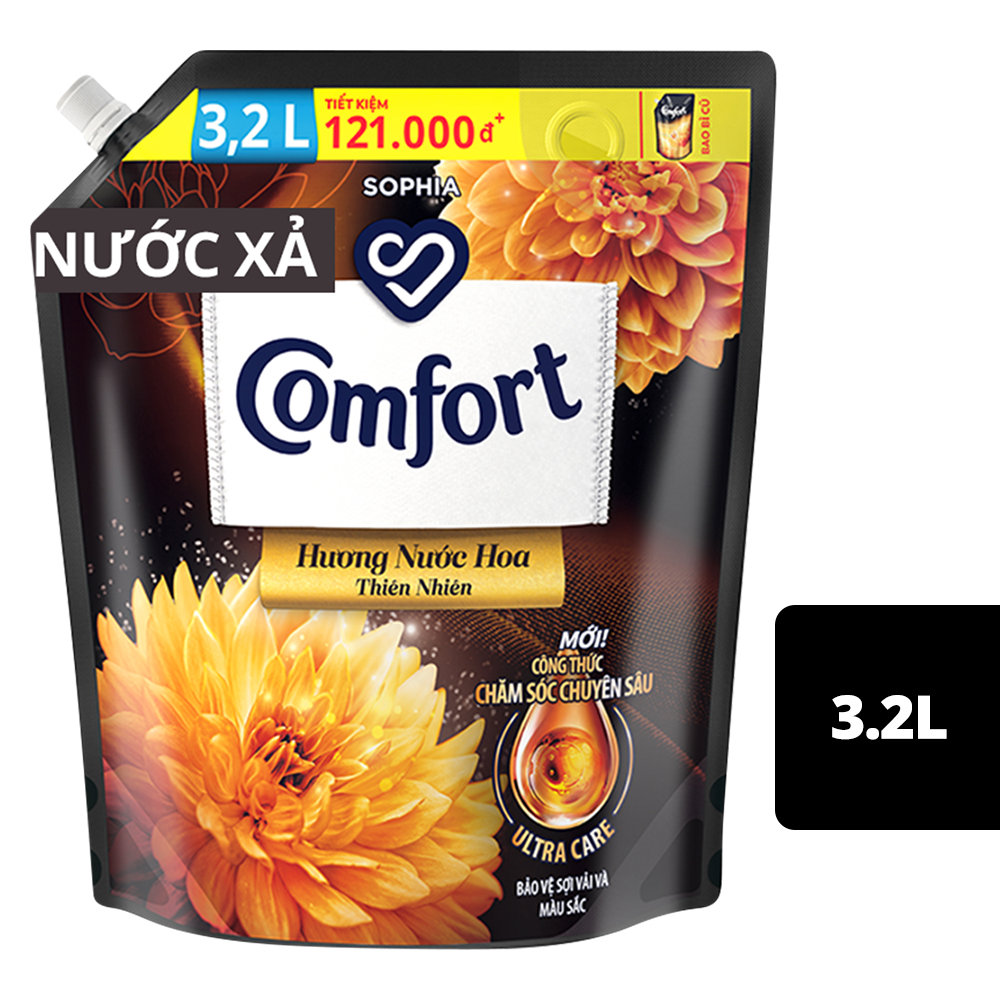 3,2 L
TIẾT KIỆM
121.000đ+
Comfort
BAO BÌ CŨ
SOPHIA
NƯỚC XẢ
Comfort
Hương Nước Hoa
Thiên Nhiên
MỚI!
CÔNG THỨC
CHĂM SÓC CHUYÊN SÂU
ULTRA CARE
BẢO VỆ SỢI VẢI VÀ
MÀU SẮC
3.2L